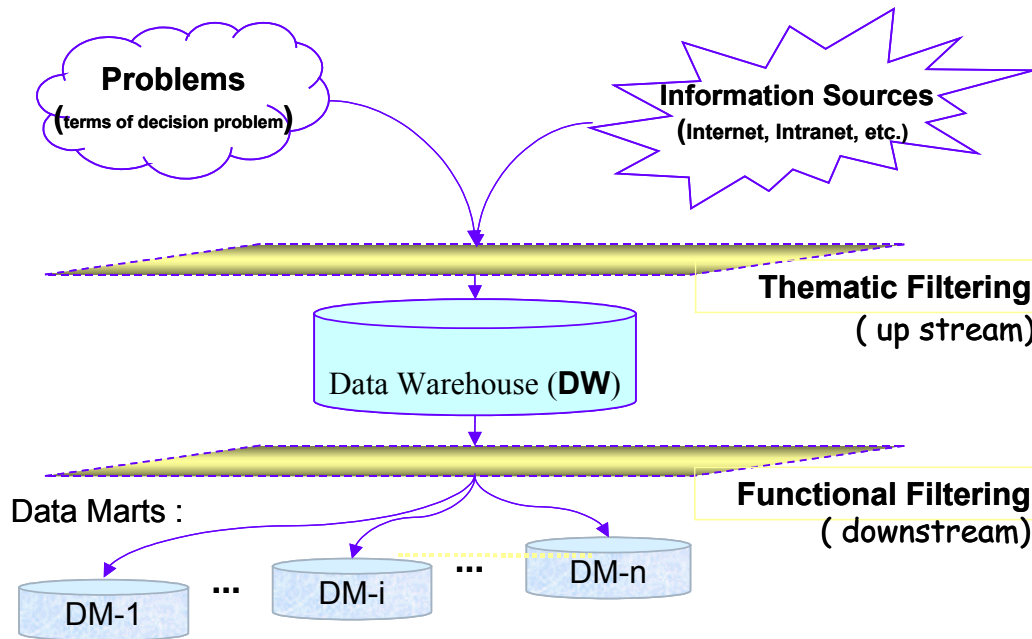 Problems
(terms of decision problem)
Information Sources
(Internet, Intranet, etc.)
Thematic Filtering
( up stream)
Data Warehouse (DW)
Functional Filtering
( downstream)
Data Marts :
DM-1
...
DM-i
...
DM-n